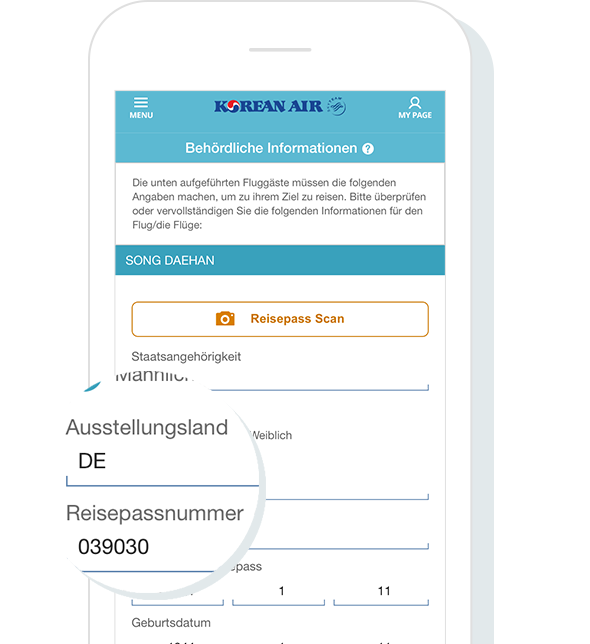 MENU
KOREAN AIR
MY PAGE
Behördliche Informationen ?
Die unten aufgeführten Fluggäste müssen die folgenden
Angaben machen, um zu ihrem Ziel zu reisen. Bitte überprüfen
oder vervollständigen Sie die folgenden Informationen für den
Flug/die Flüge:
SONG DAEHAN
Reisepass Scan
Staatsangehörigkeit
Männlich
Weiblich
Ausstellungsland
DE
Reisepassnummer
039030
pass
1
11
Geburtsdatum